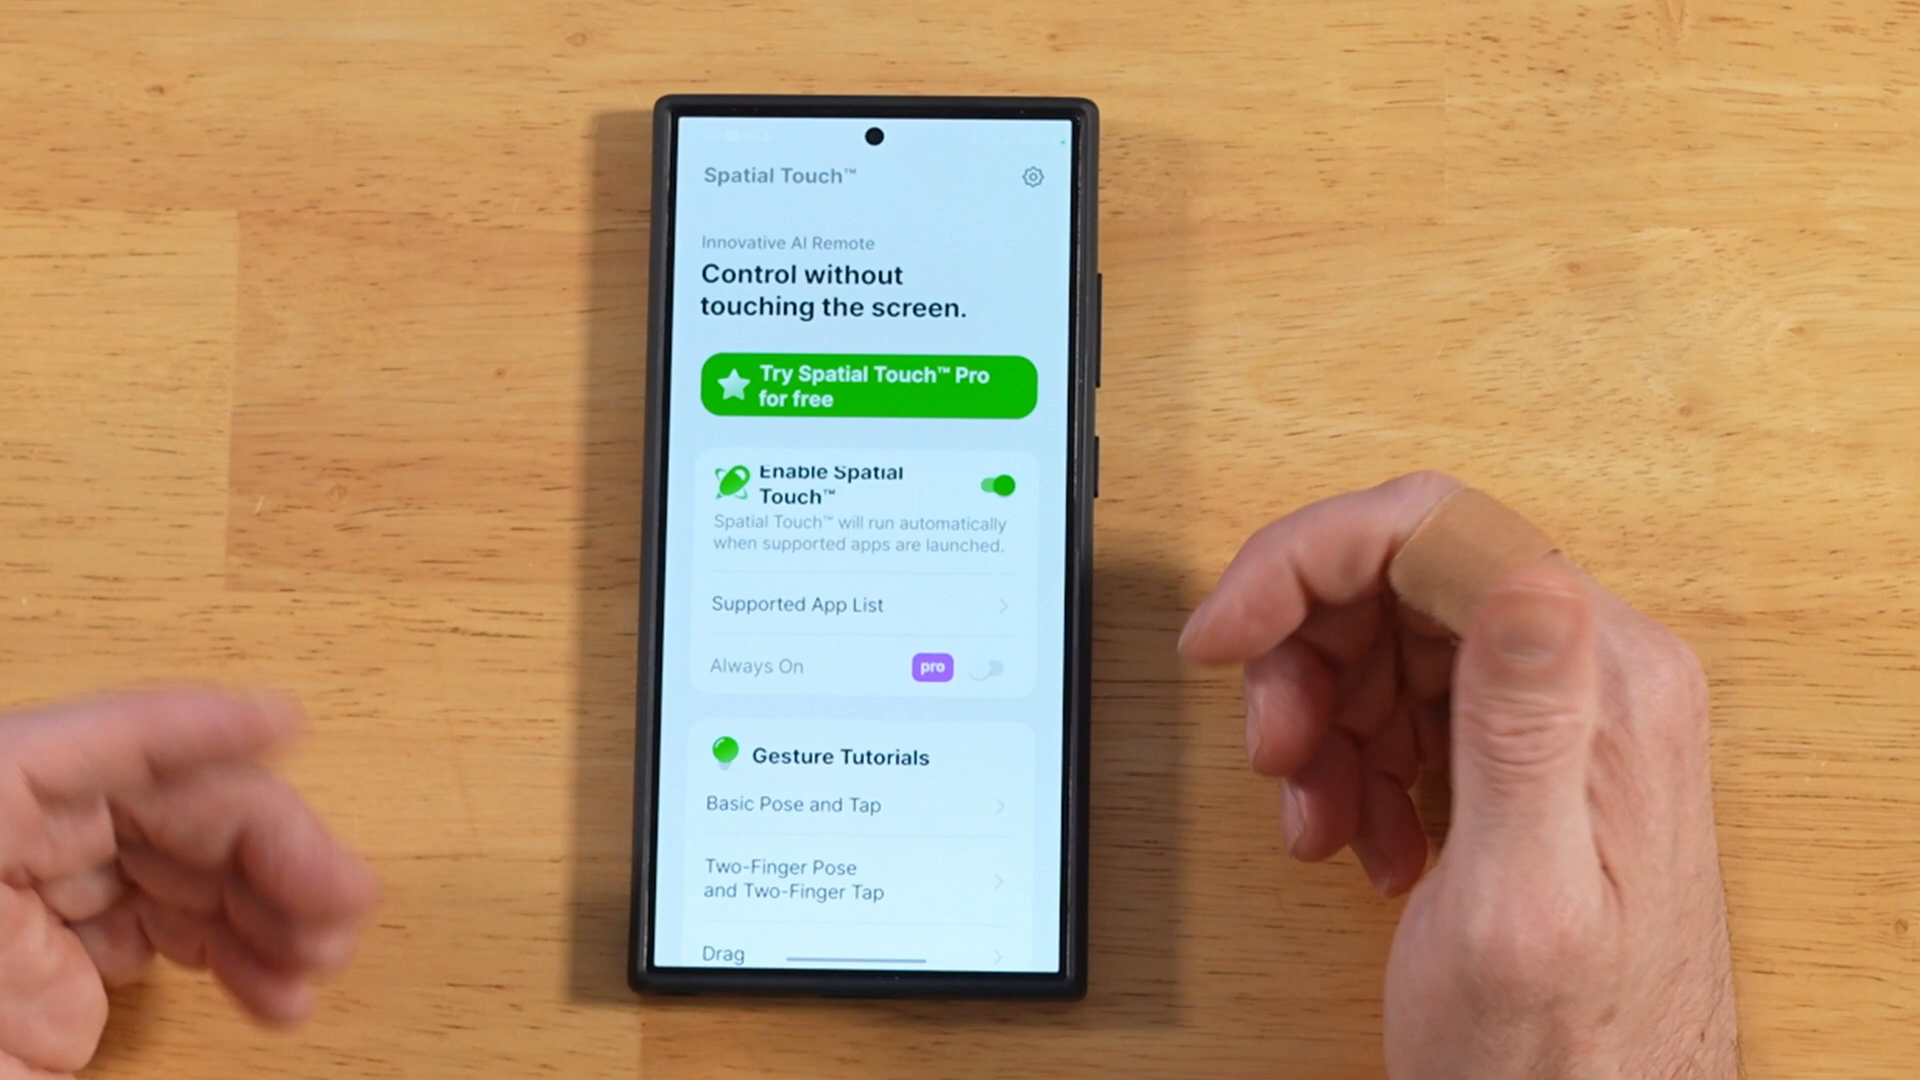 Spatial Touch™
Innovative AI Remote
Control without
touching the screen.
Try Spatial Touch™ Pro
for free
Enable Spatial
Touch™
Spatial Touch™ will run automatically
when supported apps are launched.
Supported App List
Always On
pro
Gesture Tutorials
Basic Pose and Tap
Two-Finger Pose
and Two-Finger Tap
Drag